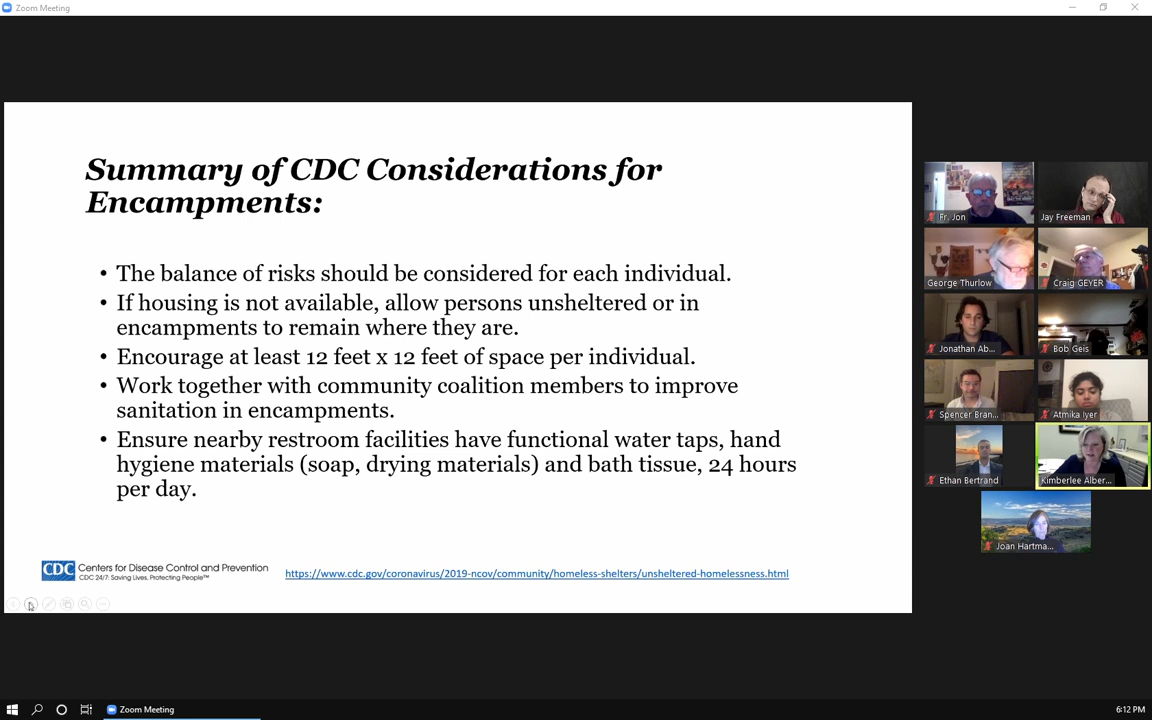 Zoom Meeting
Summary of CDC Considerations for
Encampments:
• The balance of risks should be considered for each individual.
• If housing is not available, allow persons unsheltered or in
encampments to remain where they are.
• Encourage at least 12 feet x 12 feet of space per individual.
• Work together with community coalition members to improve
sanitation in encampments.
• Ensure nearby restroom facilities have functional water taps, hand
hygiene materials (soap, drying materials) and bath tissue, 24 hours
per day.
CDC Centers for Disease Control and Prevention
CDC 24/7: Saving Lives, Protecting People™
https://www.cdc.gov/coronavirus/2019-ncov/community/homeless-shelters/unsheltered-homelessness.html
Fr. Jon
Jay Freeman
George Thurlow
Craig GEYER
Jonathan Ab...
Bob Geis
Spencer Bran...
Atmika Iyer
Ethan Bertrand
Kimberlee Alber...
Joan Hartma...
Zoom Meeting
6:12 PM